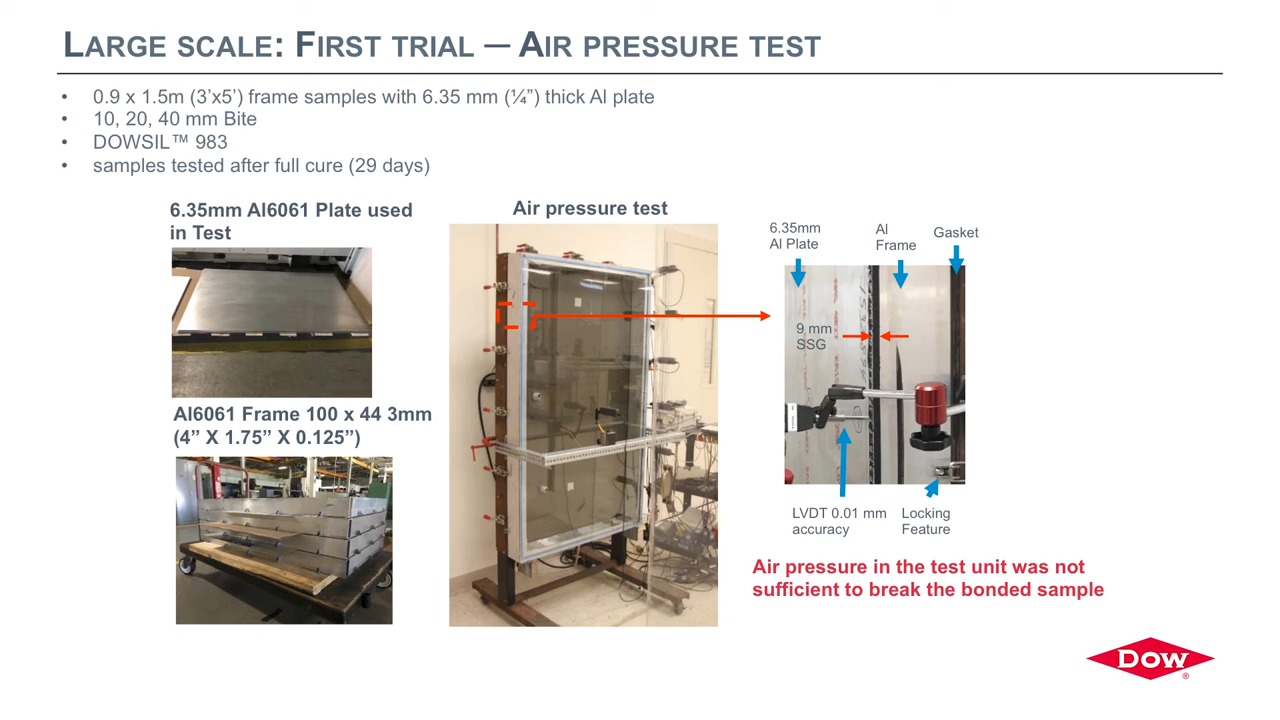 LARGE SCALE: FIRST TRIAL — AIR PRESSURE TEST
• 0.9 x 1.5m (3’x5’) frame samples with 6.35 mm (¼”) thick Al plate
• 10, 20, 40 mm Bite
• DOWSIL™ 983
• samples tested after full cure (29 days)
6.35mm Al6061 Plate used
in Test
Al6061 Frame 100 x 44 3mm
(4” X 1.75” X 0.125”)
Air pressure test
6.35mm
Al Plate
Al
Frame
Gasket
9 mm
SSG
LVDT 0.01 mm
accuracy
Locking
Feature
Air pressure in the test unit was not
sufficient to break the bonded sample
DOW®